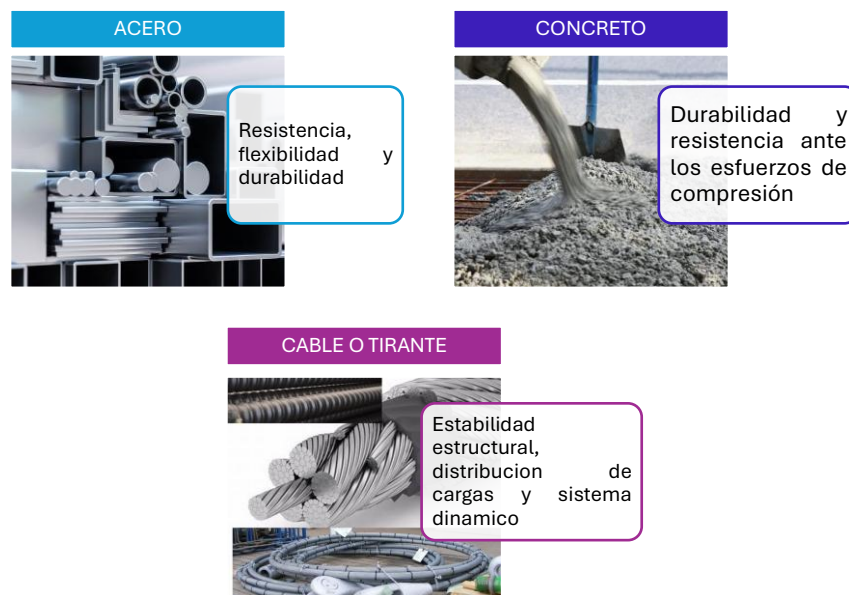 ACERO
Resistencia,
flexibilidad y
durabilidad
CONCRETO
Durabilidad y
resistencia ante
los esfuerzos de
compresión
CABLE O TIRANTE
Estabilidad
estructural,
distribucion de
cargas y sistema
dinamico